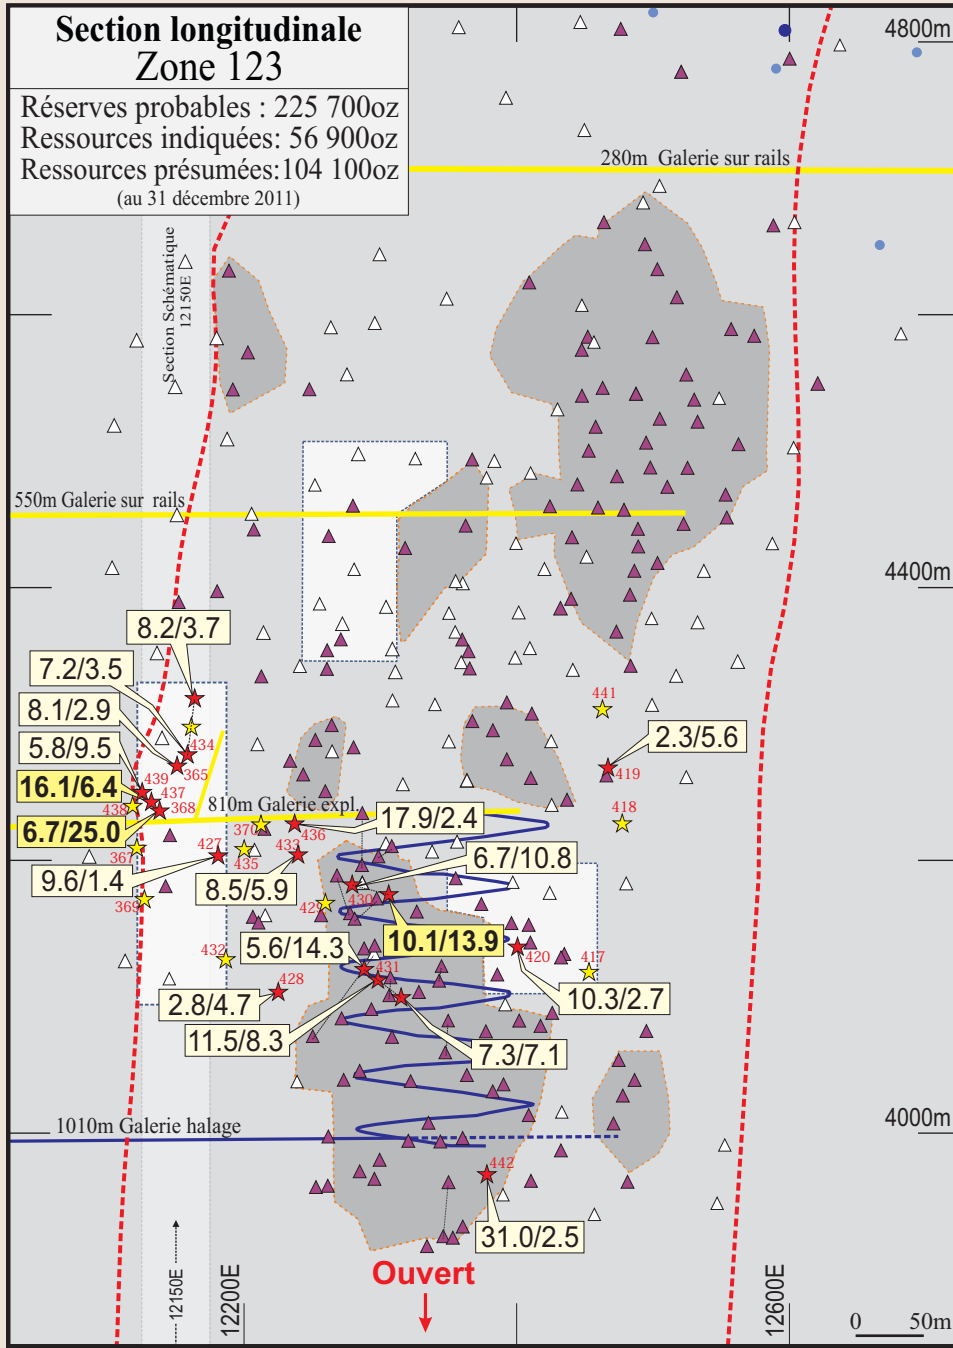 Section longitudinale
Zone 123
Réserves probables : 225 700oz
Ressources indiquées: 56 900oz
Ressources présumées:104 100oz
(au 31 décembre 2011)
4800m
280m Galerie sur rails
Section Schématique
12150E
550m Galerie sur rails
4400m
8.2/3.7
7.2/3.5
8.1/2.9
5.8/9.5
16.1/6.4
6.7/25.0
9.6/1.4
434
365
439
437
438
368
367
369
427
432
441
2.3/5.6
419
418
810m Galerie expl.
370
436
17.9/2.4
435
433
8.5/5.9
6.7/10.8
430
429
10.1/13.9
5.6/14.3
431
420
417
10.3/2.7
428
2.8/4.7
11.5/8.3
7.3/7.1
1010m Galerie halage
4000m
442
31.0/2.5
Ouvert
12150E
12200E
12600E
0 50m